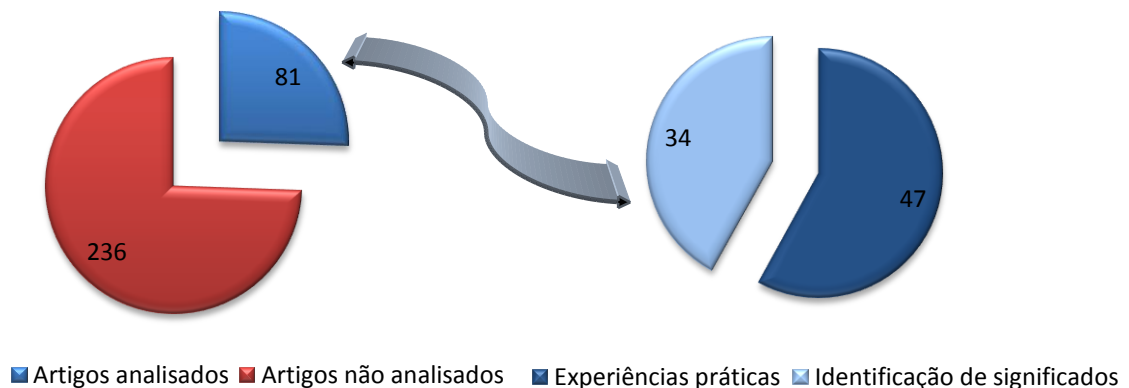 81
34
47
236
Artigos analisados Artigos não analisados Experiências práticas Identificação de significados